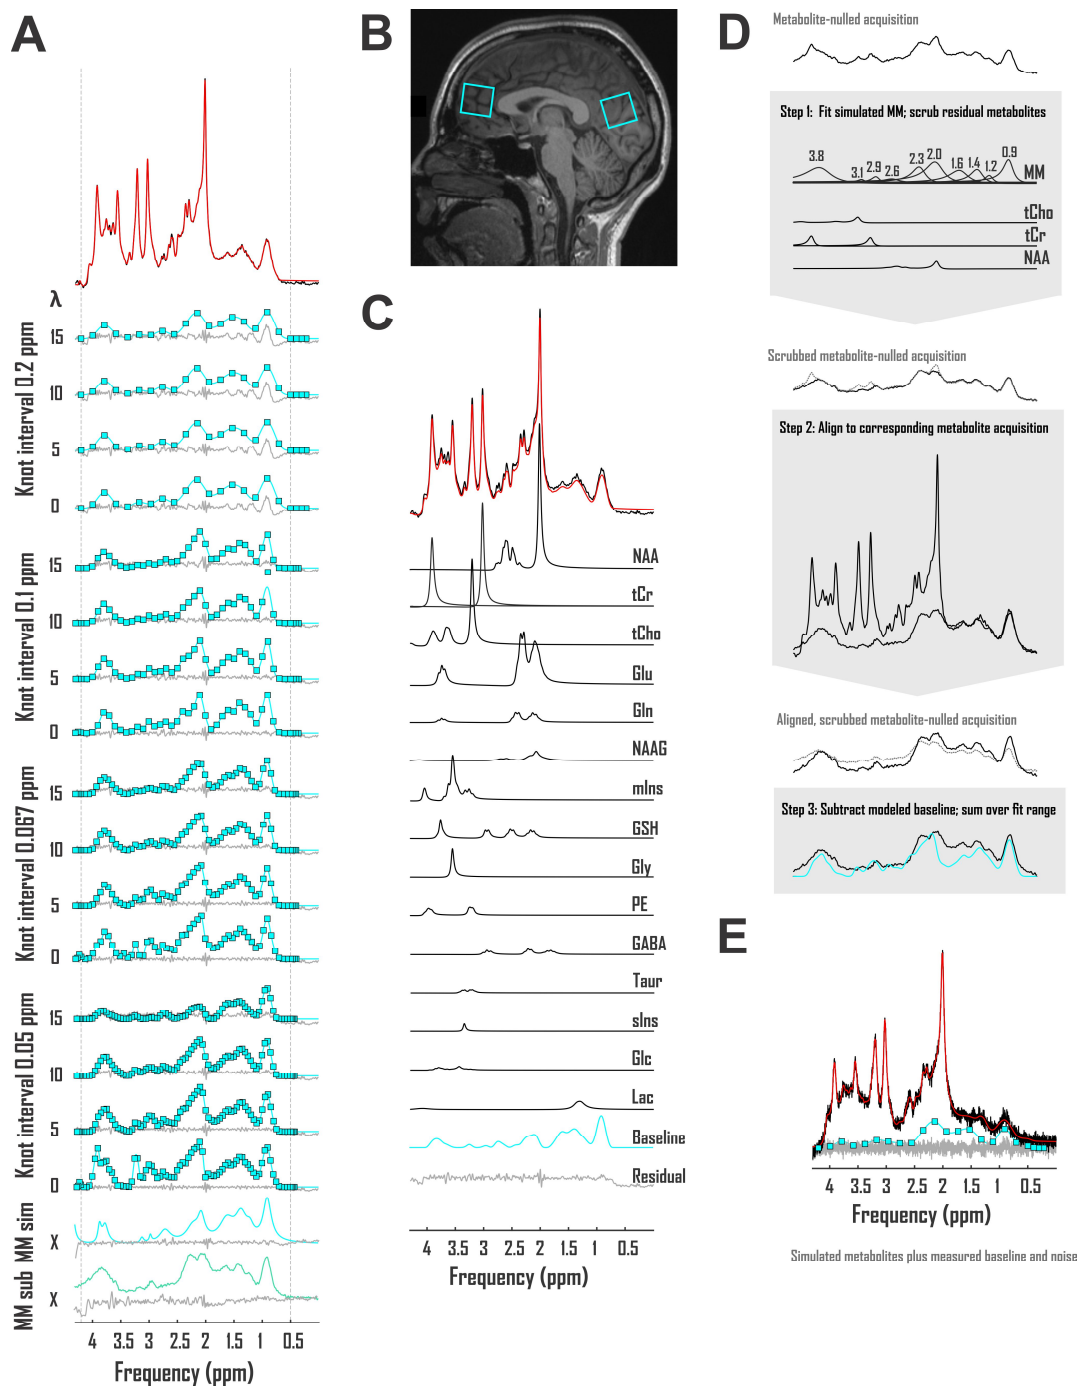 A
λ
Knot interval 0.2 ppm
15
10
5
0
Knot interval 0.1 ppm
15
10
5
0
Knot interval 0.067 ppm
15
10
5
0
Knot interval 0.05 ppm
15
10
5
0
MM sim
X
MM sub
X
4 3.5 3 2.5 2 1.5 1 0.5
Frequency (ppm)
B
C
NAA
tCr
tCho
Glu
Gln
NAAG
mIns
GSH
Gly
PE
GABA
Taur
sIns
Glc
Lac
Baseline
Residual
4 3.5 3 2.5 2 1.5 1 0.5
Frequency (ppm)
D
Metabolite-nulled acquisition
Step 1: Fit simulated MM; scrub residual metabolites
3.8 3.1 2.9 2.6 2.3 2.0 1.6 1.4 1.2 0.9
MM
tCho
tCr
NAA
Scrubbed metabolite-nulled acquisition
Step 2: Align to corresponding metabolite acquisition
Aligned, scrubbed metabolite-nulled acquisition
Step 3: Subtract modeled baseline; sum over fit range
E
4 3.5 3 2.5 2 1.5 1 0.5
Frequency (ppm)
Simulated metabolites plus measured baseline and noise